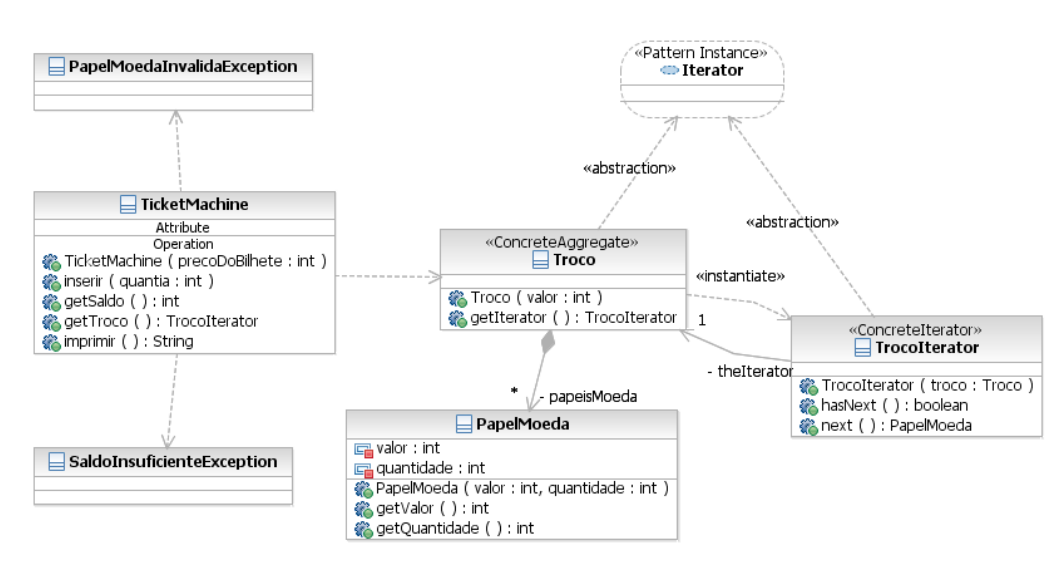 PapelMoedaInvalidaException
«Pattern Instance»
Iterator
«abstraction»
«abstraction»
TicketMachine
Attribute
Operation
TicketMachine ( precoDoBilhete : int )
inserir ( quantia : int )
getSaldo ( ) : int
getTroco ( ) : TrocoIterator
imprimir ( ) : String
«ConcreteAggregate»
Troco
Troco ( valor : int )
getIterator ( ) : TrocoIterator
«instantiate»
1
- theIterator
«ConcreteIterator»
TrocoIterator
TrocoIterator ( troco : Troco )
hasNext ( ) : boolean
next ( ) : PapelMoeda
*
- papeisMoeda
PapelMoeda
valor : int
quantidade : int
PapelMoeda ( valor : int, quantidade : int )
getValor ( ) : int
getQuantidade ( ) : int
SaldoInsuficienteException